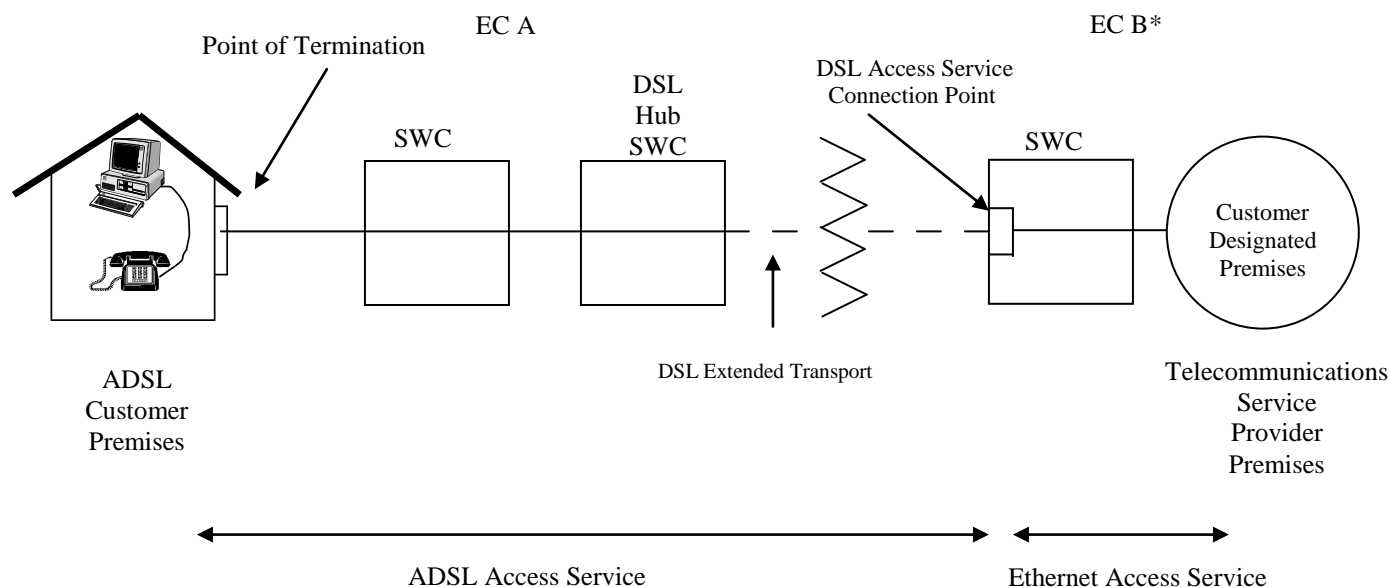 EC A
EC B*
Point of Termination
DSL Access Service
Connection Point
DSL
Hub
SWC
SWC
SWC
Customer
Designated
Premises
DSL Extended Transport
ADSL
Customer
Premises
Telecommunications
Service
Provider
Premises
ADSL Access Service
Ethernet Access Service